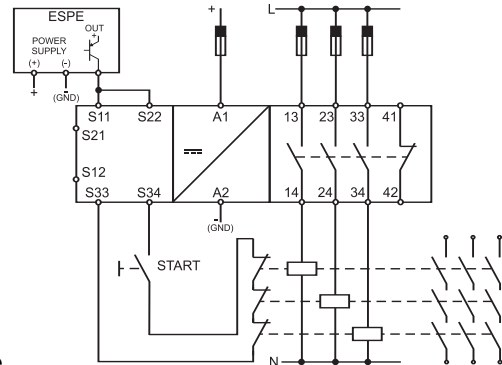 ESPE
POWER
SUPPLY
OUT
+
(+) (-)
+
-
(GND)
+
L
S11 S22 A1 13 23 33 41
S21
S12
S33 S34 A2 14 24 34 42
-
(GND)
START
N